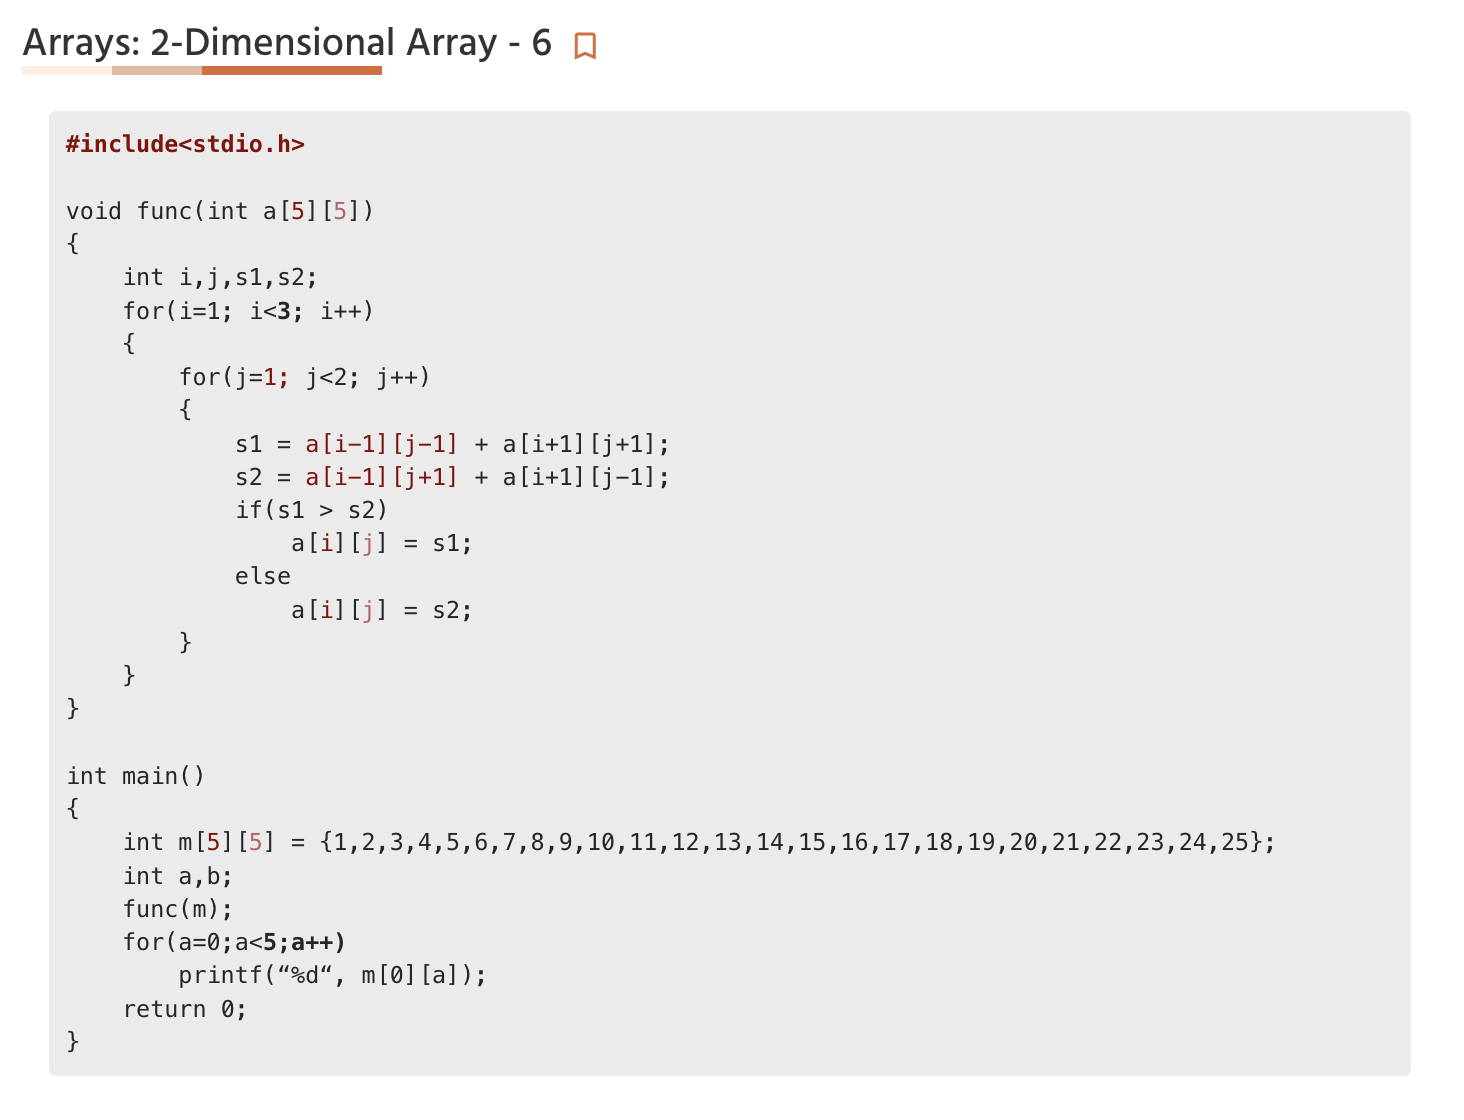 Arrays: 2-Dimensional Array - 6
#include<stdio.h>
void func(int a[5][5])
{
    int i,j,s1,s2;
    for(i=1; i<3; i++)
    {
        for(j=1; j<2; j++)
        {
            s1 = a[i−1][j−1] + a[i+1][j+1];
            s2 = a[i−1][j+1] + a[i+1][j−1];
            if(s1 > s2)
                a[i][j] = s1;
            else
                a[i][j] = s2;
        }
    }
}
int main()
{
    int m[5][5] = {1,2,3,4,5,6,7,8,9,10,11,12,13,14,15,16,17,18,19,20,21,22,23,24,25};
    int a,b;
    func(m);
    for(a=0;a<5;a++)
        printf(“%d“, m[0][a]);
    return 0;
}